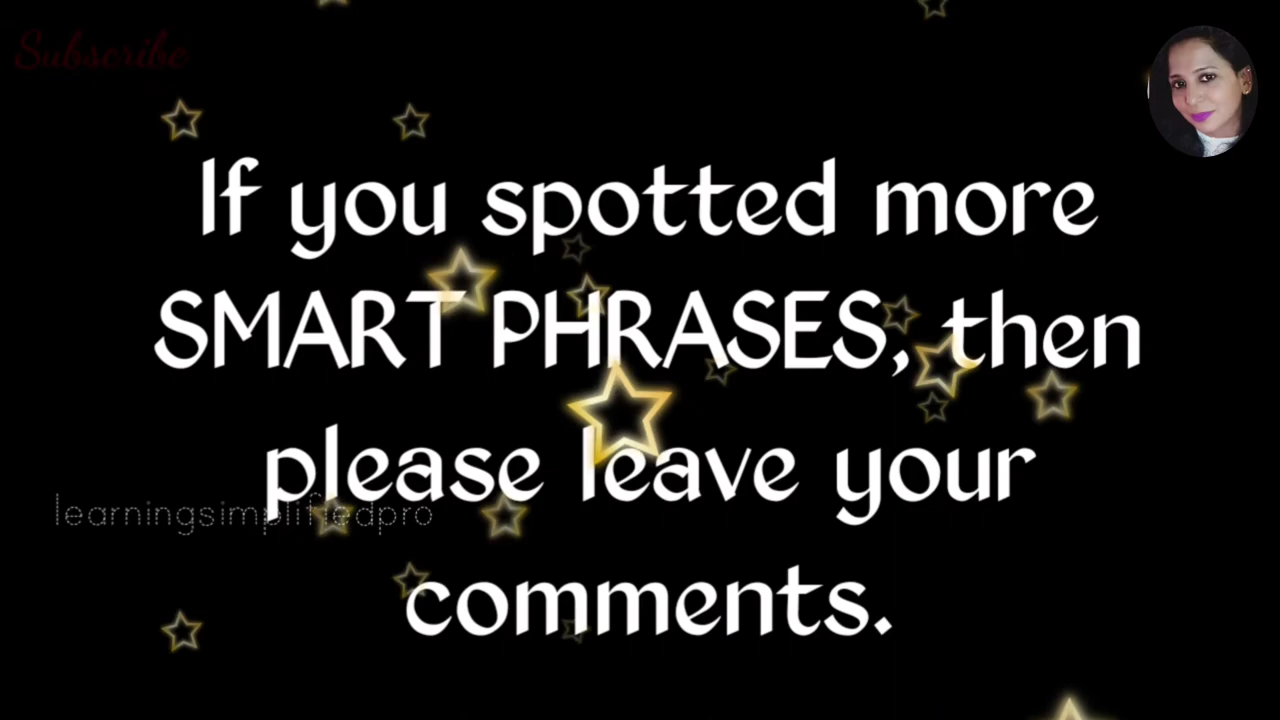 Subscribe
If you spotted more
SMART PHRASES, then
please leave your
learningsimplifiedpro
comments.